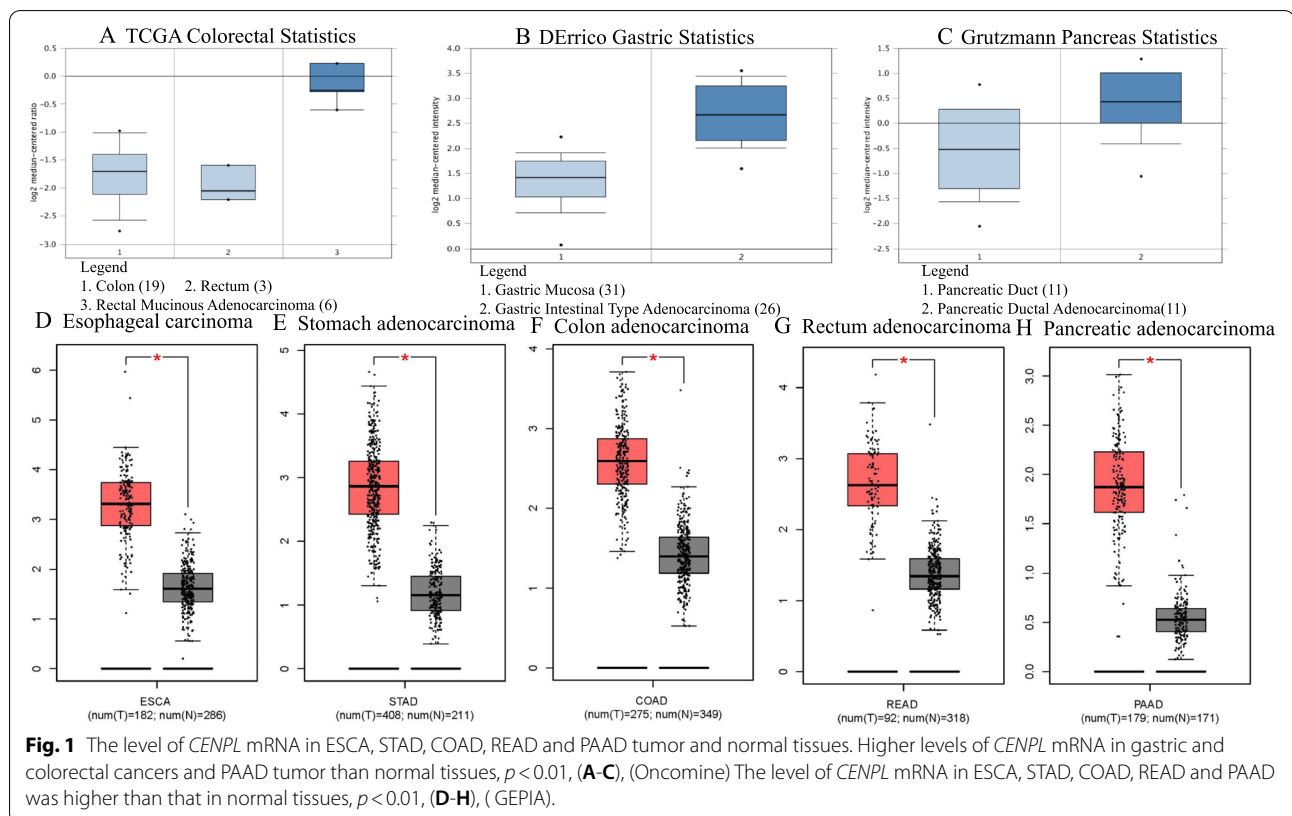 A TCGA Colorectal Statistics
0.5
0.0
−0.5
−1.0
−1.5
−2.0
−2.5
−3.0
log2 median-centered ratio
1 2 3
Legend
1. Colon (19) 2. Rectum (3)
3. Rectal Mucinous Adenocarcinoma (6)
B DErrico Gastric Statistics
4.0
3.5
3.0
2.5
2.0
1.5
1.0
0.5
0.0
log2 median-centered intensity
1 2
Legend
1. Gastric Mucosa (31)
2. Gastric Intestinal Type Adenocarcinoma (26)
C Grutzmann Pancreas Statistics
1.5
1.0
0.5
0.0
−0.5
−1.0
−1.5
−2.0
−2.5
log2 median-centered intensity
1 2
Legend
1. Pancreatic Duct (11)
2. Pancreatic Ductal Adenocarcinoma(11)
D Esophageal carcinoma
*
6
5
4
3
2
1
0
ESCA
(num(T)=182; num(N)=286)
E Stomach adenocarcinoma
*
5
4
3
2
1
0
STAD
(num(T)=408; num(N)=211)
F Colon adenocarcinoma
*
4
3
2
1
0
COAD
(num(T)=275; num(N)=349)
G Rectum adenocarcinoma
*
4
3
2
1
0
READ
(num(T)=92; num(N)=318)
H Pancreatic adenocarcinoma
*
3.0
2.5
2.0
1.5
1.0
0.5
0.0
PAAD
(num(T)=179; num(N)=171)
Fig. 1 The level of CENPL mRNA in ESCA, STAD, COAD, READ and PAAD tumor and normal tissues. Higher levels of CENPL mRNA in gastric and
colorectal cancers and PAAD tumor than normal tissues, p < 0.01, (A-C), (Oncomine) The level of CENPL mRNA in ESCA, STAD, COAD, READ and PAAD
was higher than that in normal tissues, p < 0.01, (D-H), ( GEPIA).